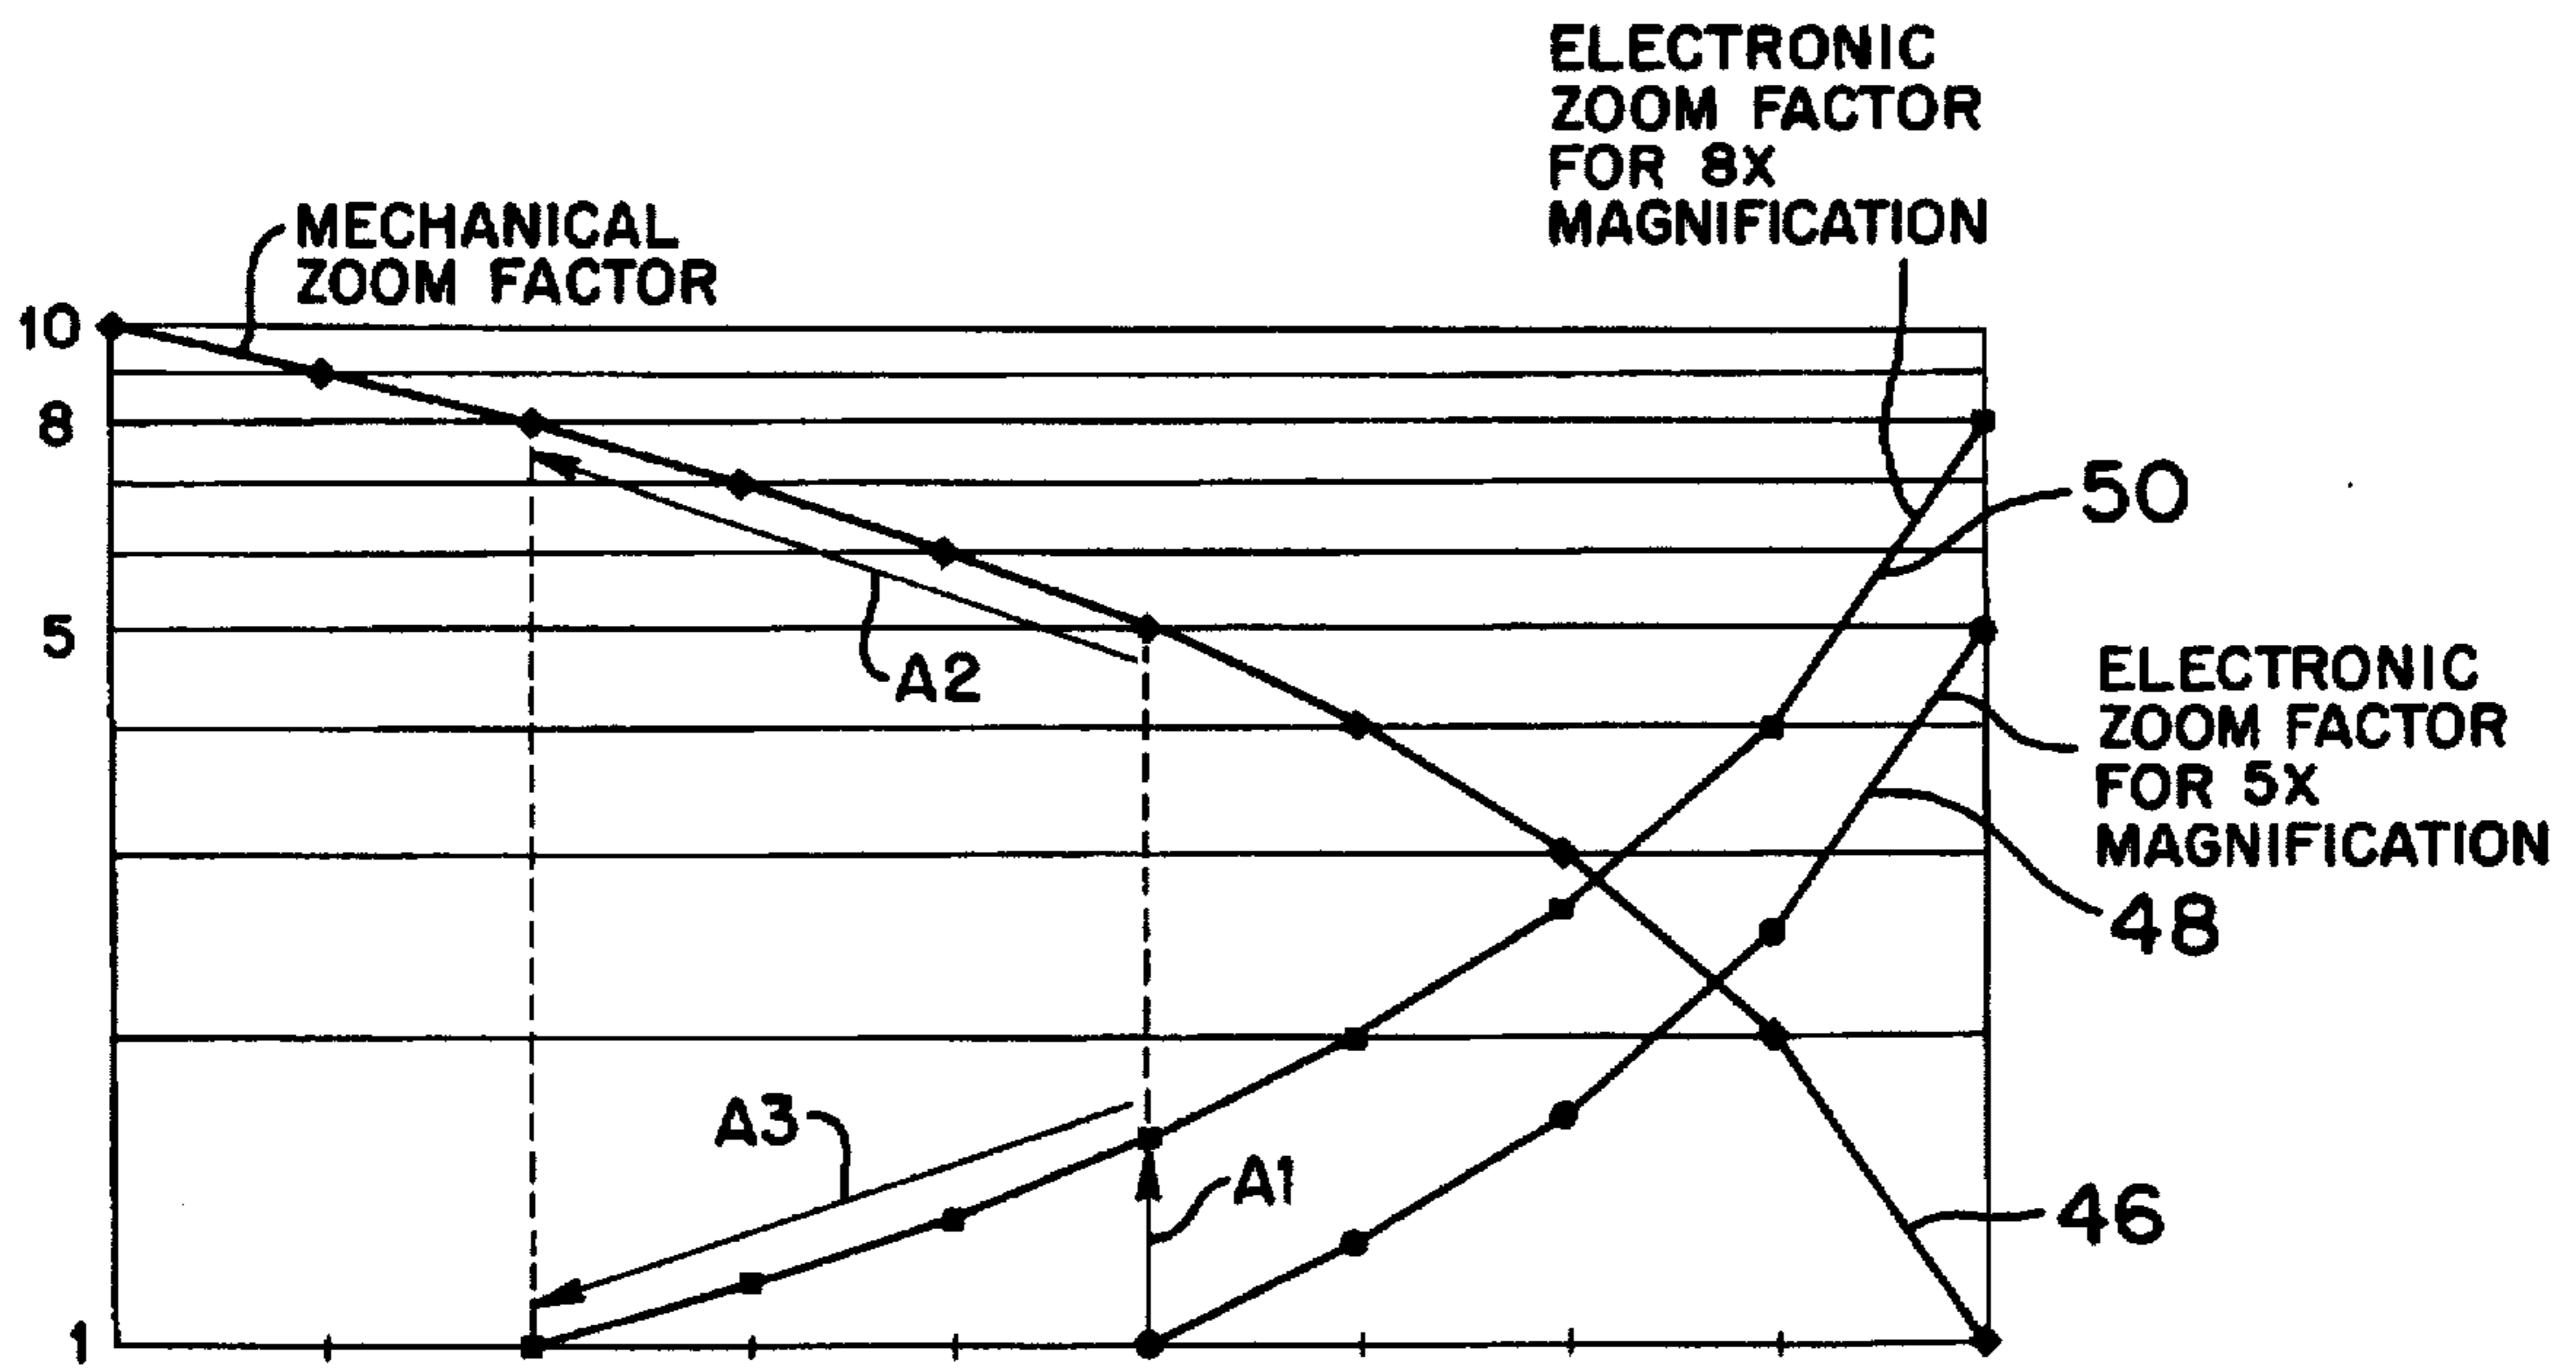 ELECTRONIC
ZOOM FACTOR
FOR 8X
MAGNIFICATION
MECHANICAL
ZOOM FACTOR
10
8
50
5
A2
ELECTRONIC
ZOOM FACTOR
FOR 5X
MAGNIFICATION
48
A3
A1
46
1